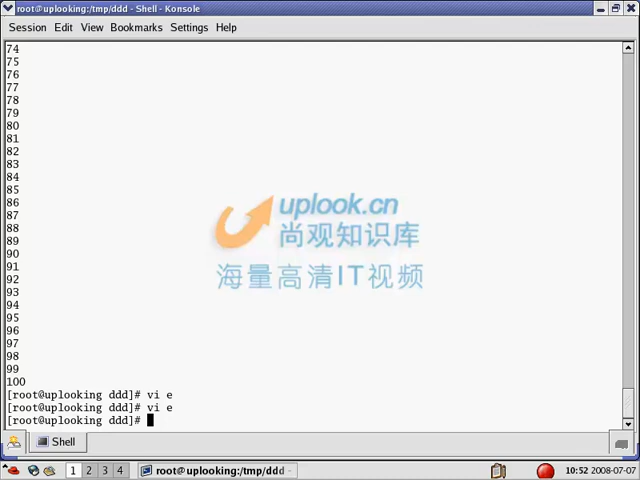 root@uplooking:/tmp/ddd - Shell - Konsole
Session Edit View Bookmarks Settings Help
74
75
76
77
78
79
80
81
82
83
84
85
86
87
88
89
90
91
92
93
94
95
96
97
98
99
100
uplook.cn
尚观知识库
海量高清IT视频
[root@uplooking ddd]# vi e
[root@uplooking ddd]# vi e
[root@uplooking ddd]#
Shell
1 2 3 4 root@uplooking:/tmp/ddd - 10:52 2008-07-07